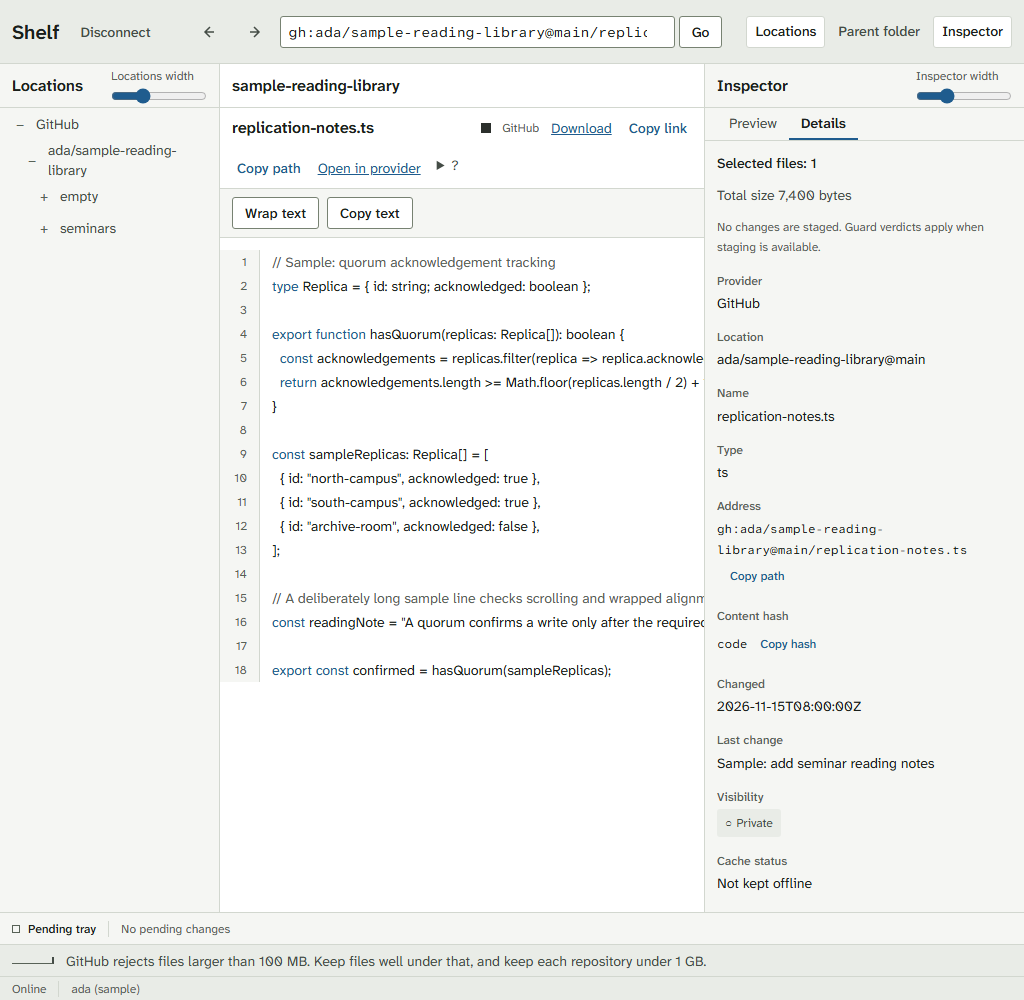 Shelf Disconnect ← → gh:ada/sample-reading-library@main/replic Go Locations Parent folder Inspector
Locations Locations width
− GitHub
− ada/sample-reading-library
+ empty
+ seminars
sample-reading-library
replication-notes.ts GitHub Download Copy link
Copy path Open in provider ▶ ?
Wrap text Copy text
1 // Sample: quorum acknowledgement tracking
2 type Replica = { id: string; acknowledged: boolean };
3
4 export function hasQuorum(replicas: Replica[]): boolean {
5 const acknowledgements = replicas.filter(replica => replica.acknowle
6 return acknowledgements.length >= Math.floor(replicas.length / 2) +
7 }
8
9 const sampleReplicas: Replica[] = [
10 { id: "north-campus", acknowledged: true },
11 { id: "south-campus", acknowledged: true },
12 { id: "archive-room", acknowledged: false },
13 ];
14
15 // A deliberately long sample line checks scrolling and wrapped alignm
16 const readingNote = "A quorum confirms a write only after the required
17
18 export const confirmed = hasQuorum(sampleReplicas);
Inspector Inspector width
Preview Details
Selected files: 1
Total size 7,400 bytes
No changes are staged. Guard verdicts apply when
staging is available.
Provider
GitHub
Location
ada/sample-reading-library@main
Name
replication-notes.ts
Type
ts
Address
gh:ada/sample-reading-
library@main/replication-notes.ts
Copy path
Content hash
code Copy hash
Changed
2026-11-15T08:00:00Z
Last change
Sample: add seminar reading notes
Visibility
○ Private
Cache status
Not kept offline
Pending tray No pending changes
GitHub rejects files larger than 100 MB. Keep files well under that, and keep each repository under 1 GB.
Online ada (sample)